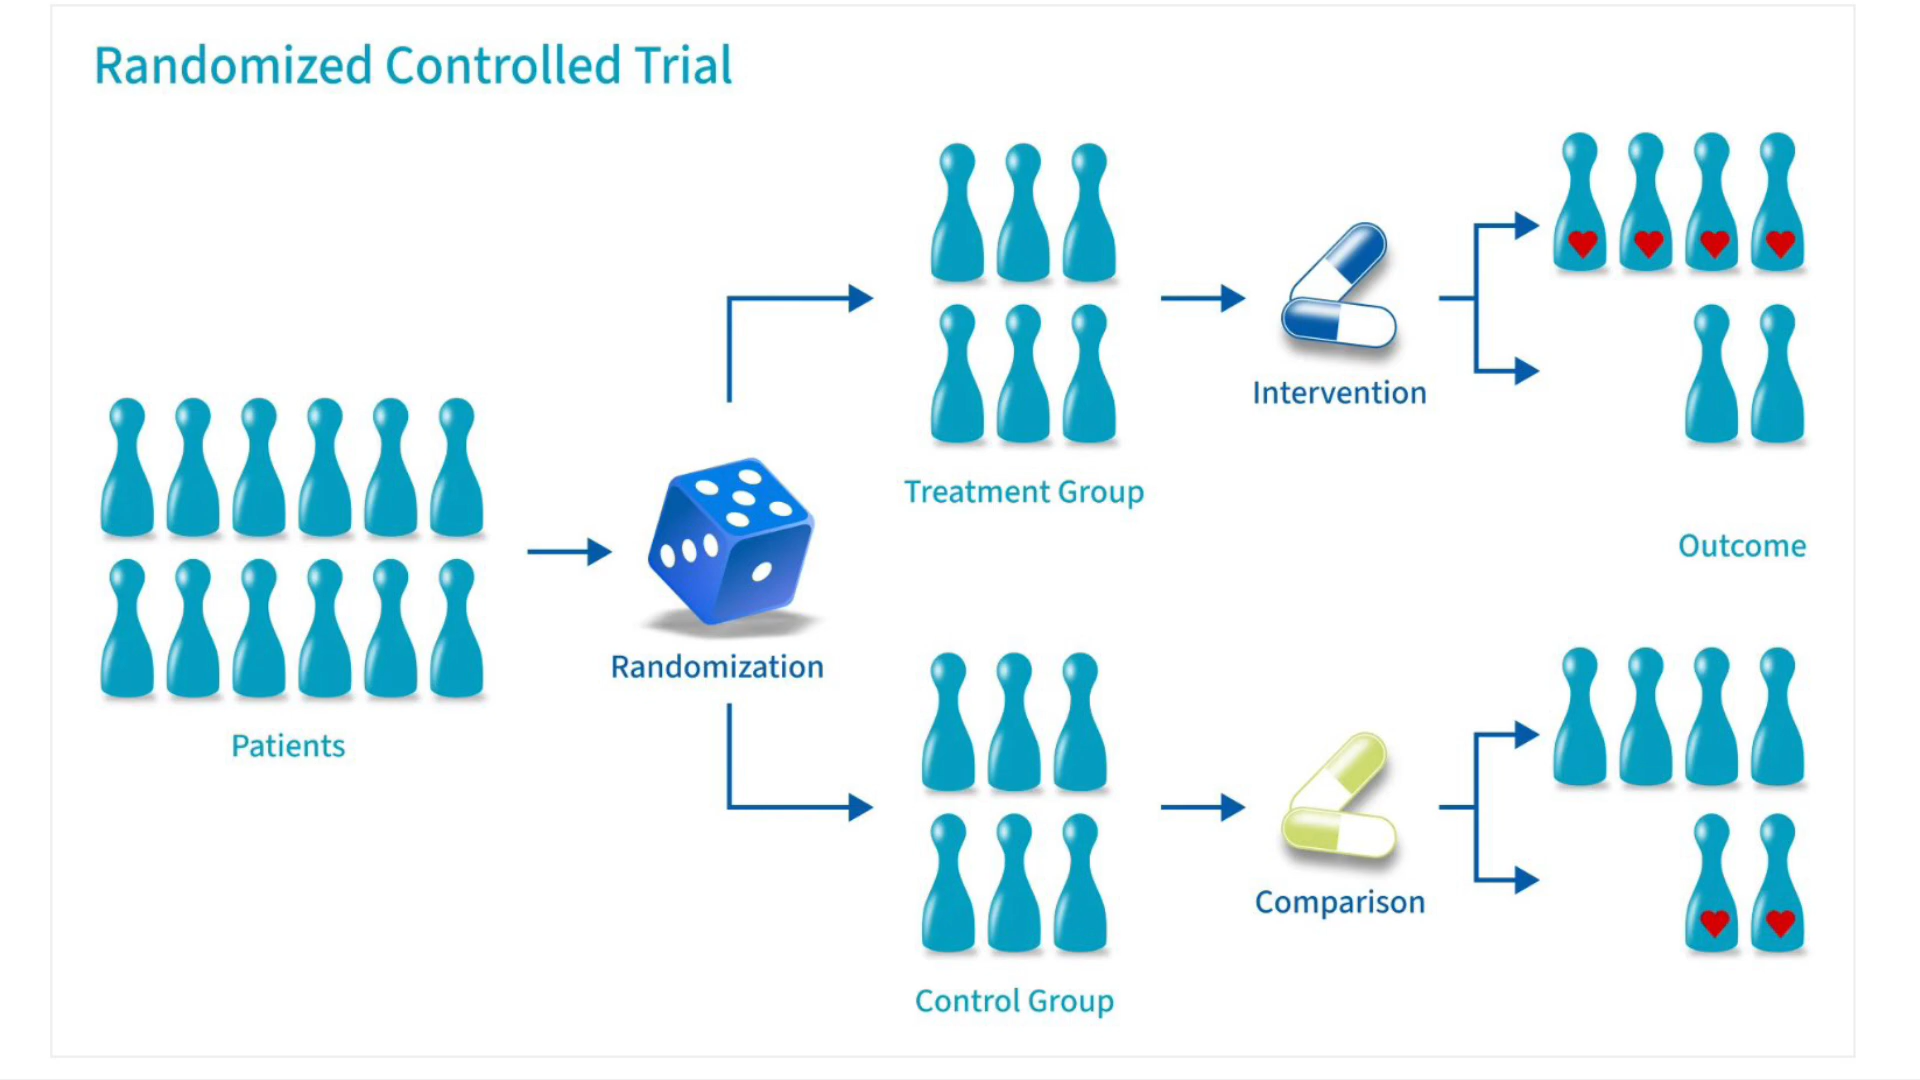 Randomized Controlled Trial
Patients
Randomization
Treatment Group
Intervention
Outcome
Control Group
Comparison